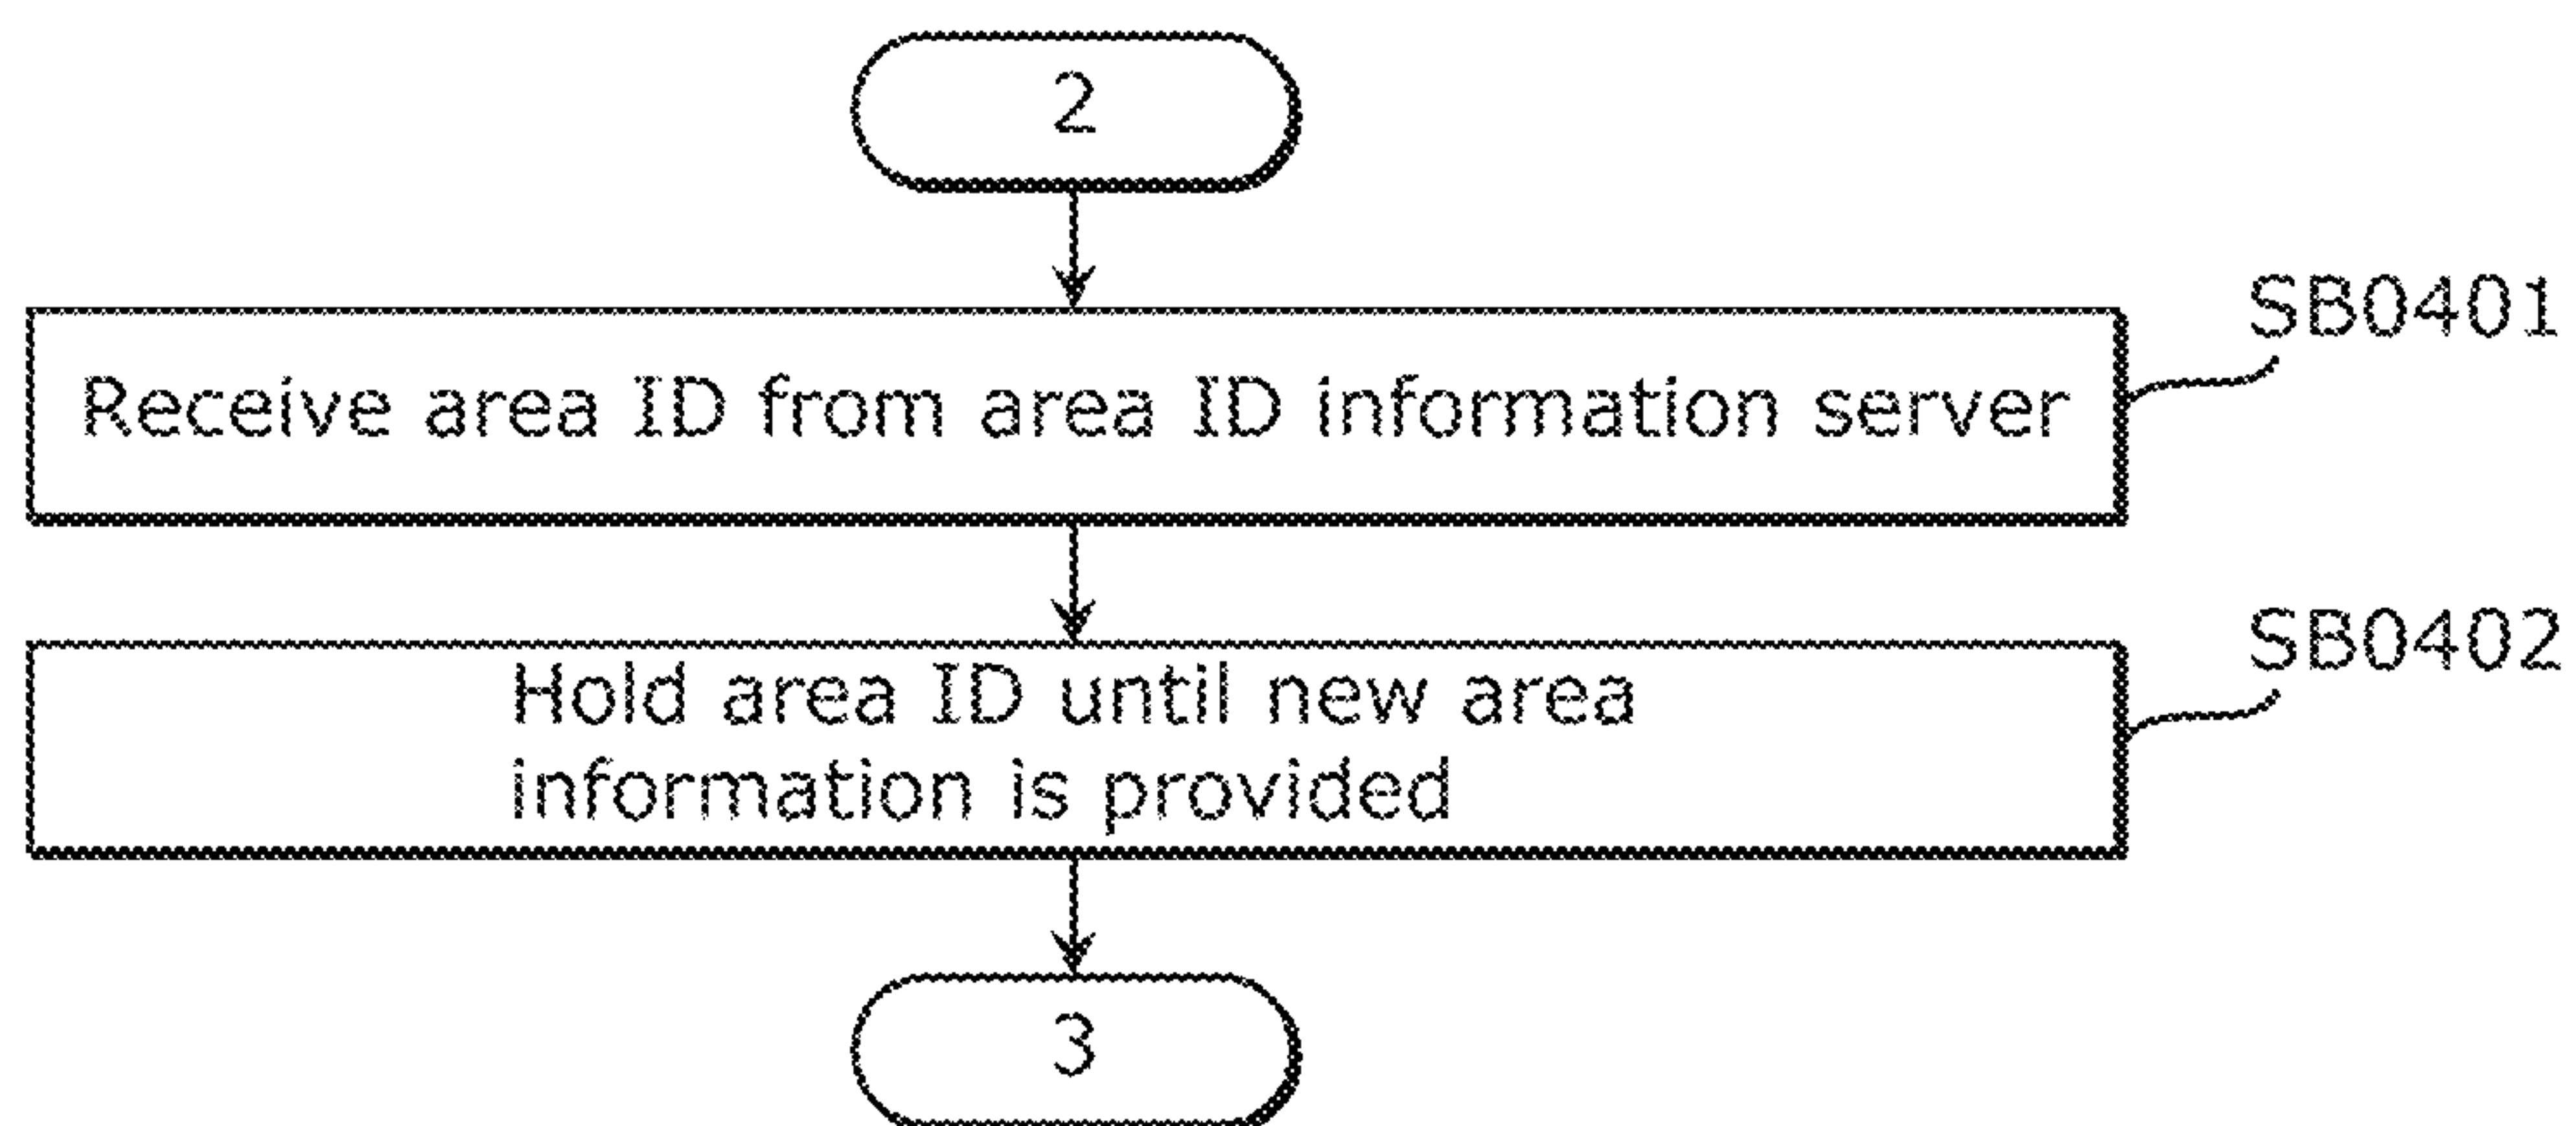 2
SB0401
Receive area ID from area ID information server
SB0402
Hold area ID until new area
information is provided
3